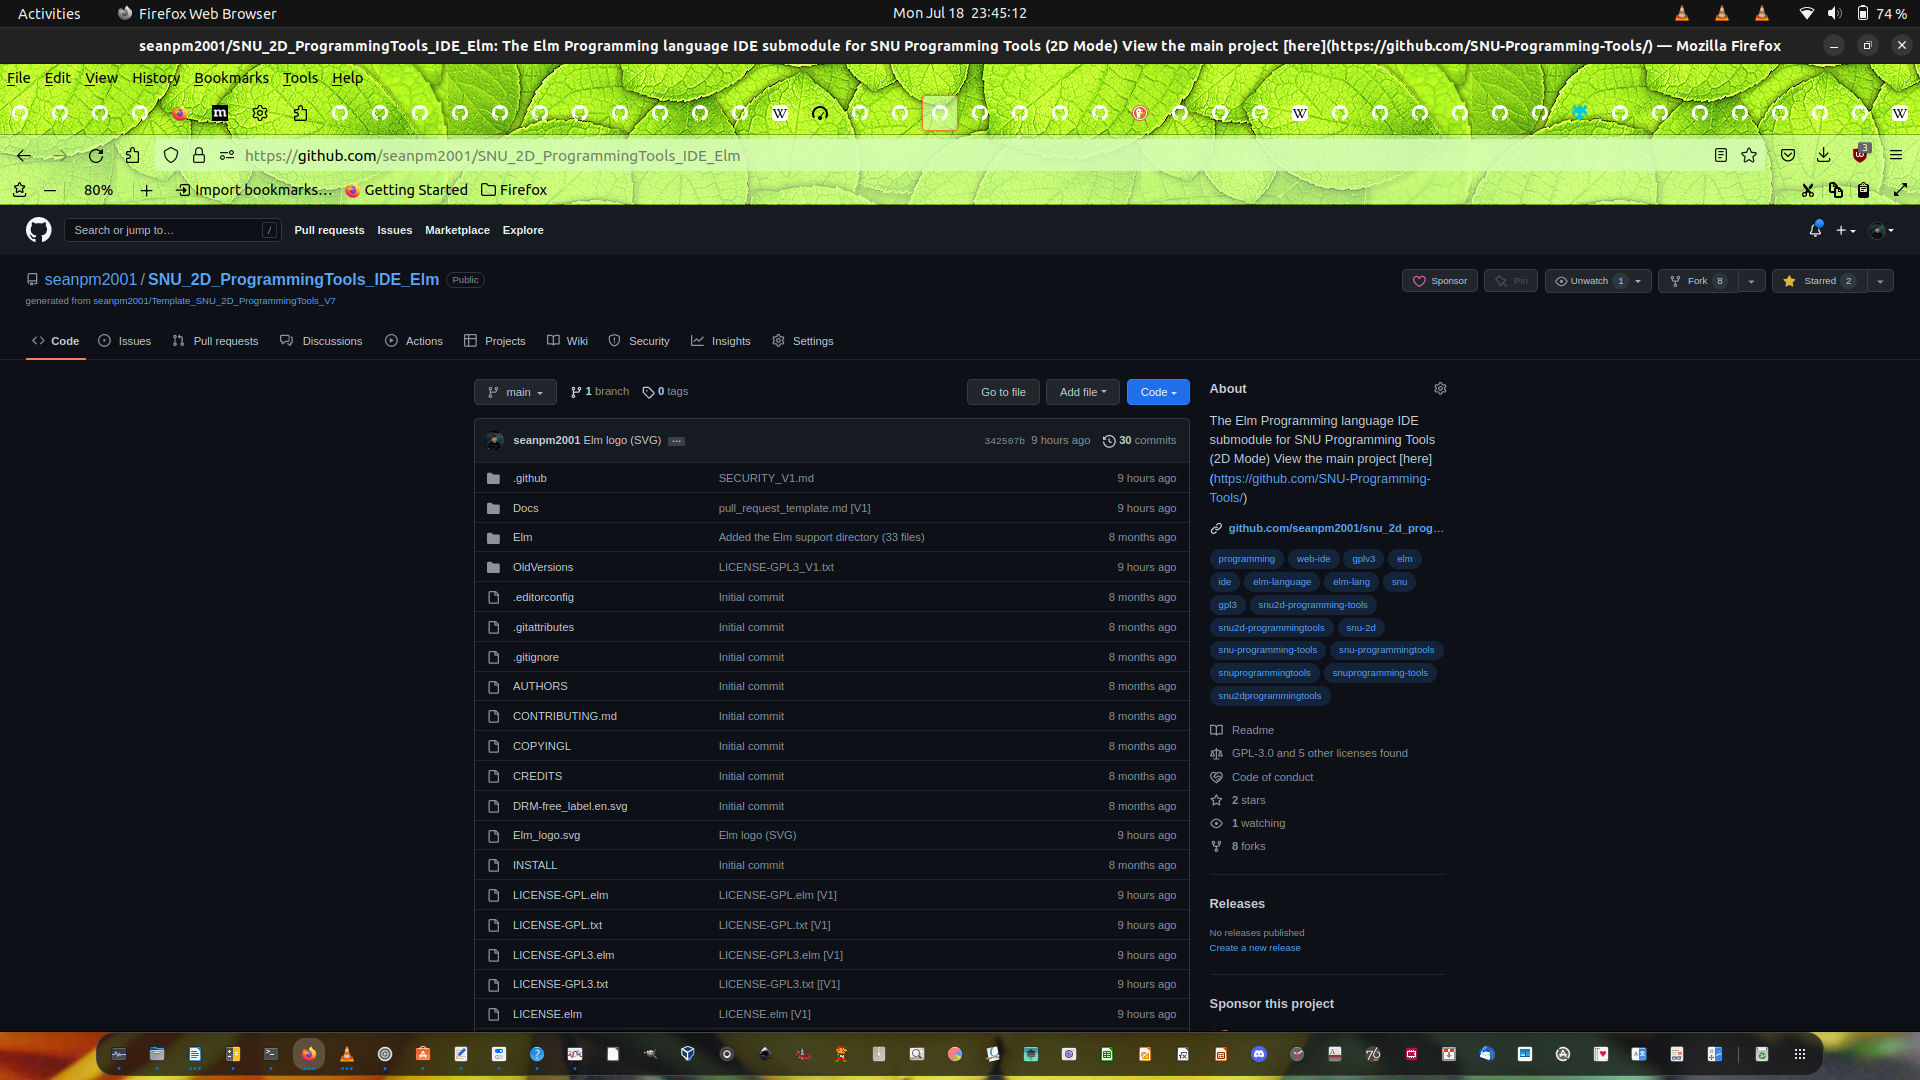 Activities Firefox Web Browser Mon Jul 18 23:45:12 74 %
seanpm2001/SNU_2D_ProgrammingTools_IDE_Elm: The Elm Programming language IDE submodule for SNU Programming Tools (2D Mode) View the main project [here](https://github.com/SNU-Programming-Tools/) — Mozilla Firefox
File Edit View History Bookmarks Tools Help
https://github.com/seanpm2001/SNU_2D_ProgrammingTools_IDE_Elm 3
80% Import bookmarks... Getting Started Firefox
Search or jump to... / Pull requests Issues Marketplace Explore
seanpm2001 / SNU_2D_ProgrammingTools_IDE_Elm Public Sponsor Pin Unwatch 1 Fork 8 Starred 2
generated from seanpm2001/Template_SNU_2D_ProgrammingTools_V7
Code Issues Pull requests Discussions Actions Projects Wiki Security Insights Settings
main 1 branch 0 tags Go to file Add file Code
seanpm2001 Elm logo (SVG) ... 342507b 9 hours ago 30 commits
.github SECURITY_V1.md 9 hours ago
Docs pull_request_template.md [V1] 9 hours ago
Elm Added the Elm support directory (33 files) 8 months ago
OldVersions LICENSE-GPL3_V1.txt 9 hours ago
.editorconfig Initial commit 8 months ago
.gitattributes Initial commit 8 months ago
.gitignore Initial commit 8 months ago
AUTHORS Initial commit 8 months ago
CONTRIBUTING.md Initial commit 8 months ago
COPYINGL Initial commit 8 months ago
CREDITS Initial commit 8 months ago
DRM-free_label.en.svg Initial commit 8 months ago
Elm_logo.svg Elm logo (SVG) 9 hours ago
INSTALL Initial commit 8 months ago
LICENSE-GPL.elm LICENSE-GPL.elm [V1] 9 hours ago
LICENSE-GPL.txt LICENSE-GPL.txt [V1] 9 hours ago
LICENSE-GPL3.elm LICENSE-GPL3.elm [V1] 9 hours ago
LICENSE-GPL3.txt LICENSE-GPL3.txt [[V1] 9 hours ago
LICENSE.elm LICENSE.elm [V1] 9 hours ago
About
The Elm Programming language IDE
submodule for SNU Programming Tools
(2D Mode) View the main project [here]
(https://github.com/SNU-Programming-
Tools/)
github.com/seanpm2001/snu_2d_prog...
programming web-ide gplv3 elm
ide elm-language elm-lang snu
gpl3 snu2d-programming-tools
snu2d-programmingtools snu-2d
snu-programming-tools snu-programmingtools
snuprogrammingtools snuprogramming-tools
snu2dprogrammingtools
Readme
GPL-3.0 and 5 other licenses found
Code of conduct
2 stars
1 watching
8 forks
Releases
No releases published
Create a new release
Sponsor this project